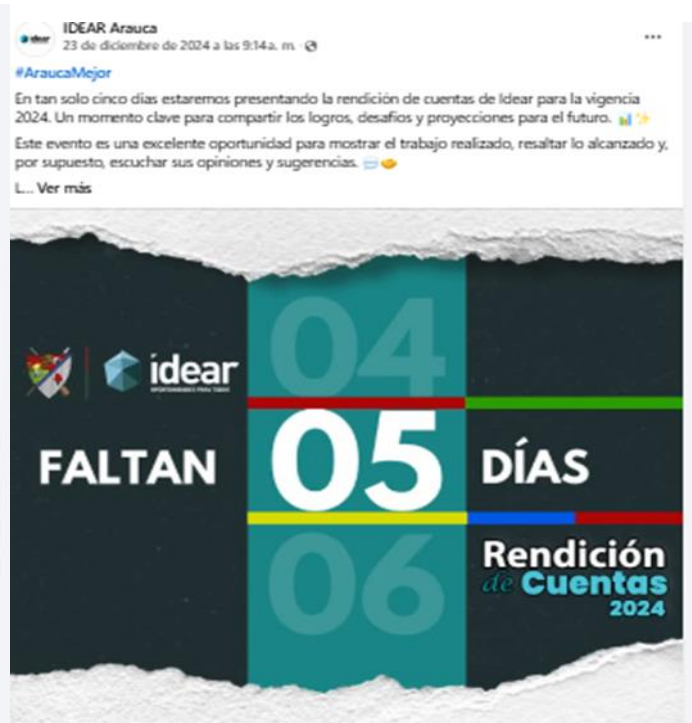 IDEAR Arauca
23 de diciembre de 2024 a las 9:14 a. m.
#AraucaMejor
En tan solo cinco días estaremos presentando la rendición de cuentas de Idear para la vigencia
2024. Un momento clave para compartir los logros, desafíos y proyecciones para el futuro.
Este evento es una excelente oportunidad para mostrar el trabajo realizado, resaltar lo alcanzado y,
por supuesto, escuchar sus opiniones y sugerencias.
L... Ver más
04
idear
OPORTUNIDADES PARA TODOS
FALTAN 05 DÍAS
06
Rendición
de Cuentas
2024